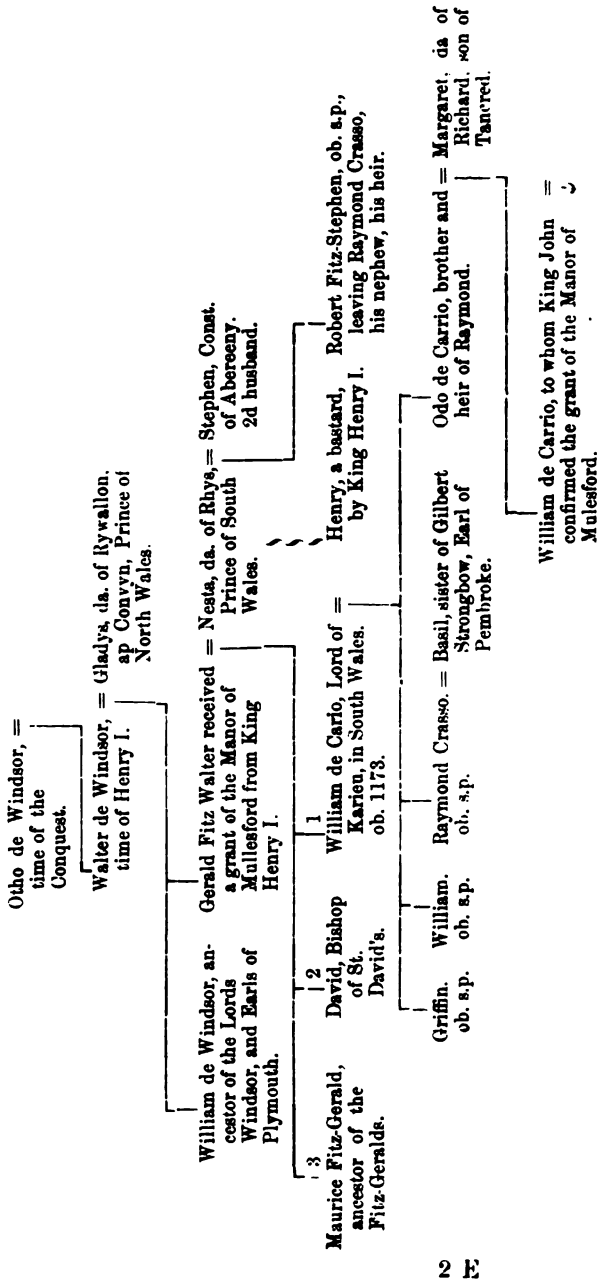 Otho de Windsor, =
time of the
Conquest.
Walter de Windsor, = Gladys, da. of Rywallon.
time of Henry I.
ap Convyn, Prince of
North Wales.
William de Windsor, an-
cestor of the Lords
Windsor, and Earls of
Plymouth.
Gerald Fitz Walter received =
a grant of the Manor of
Mullesford from King
Henry I.
Nesta, da. of Rhys, =
Prince of South
Wales.
Stephen, Const.
of Abereeny.
2d husband.
3
Maurice Fitz-Gerald,
ancestor of the
Fitz-Geralds.
2
David, Bishop
of St.
David's.
1
William de Cario, Lord of =
Karieu, in South Wales.
ob. 1173.
Henry, a bastard,
by King Henry I.
Robert Fitz-Stephen, ob. s.p.,
leaving Raymond Crasso,
his nephew, his heir.
Griffin.
ob. s.p.
William.
ob. s.p.
Raymond Crasso. =
ob. s.p.
Basil, sister of Gilbert
Strongbow, Earl of
Pembroke.
Odo de Carrio, brother and =
heir of Raymond.
Margaret, da of
Richard, son of
Tancred.
William de Carrio, to whom King John =
confirmed the grant of the Manor of
Mulesford.
2 E